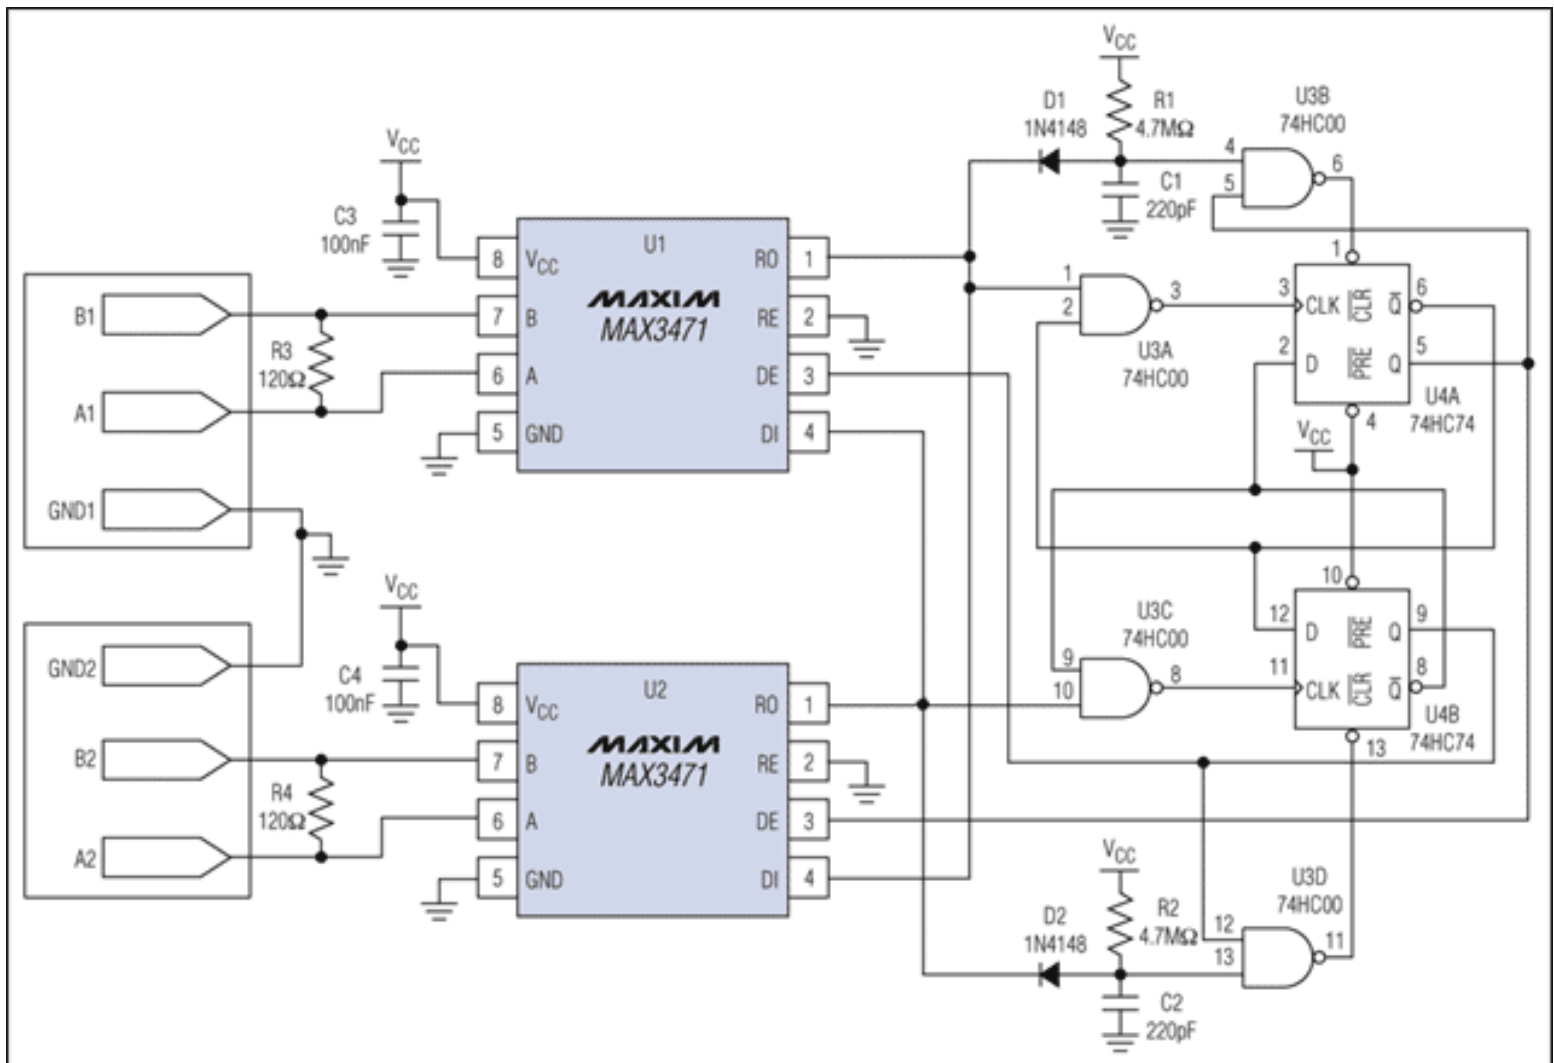 VCC
C3
100nF
B1
R3
120Ω
A1
GND1
GND2
B2
R4
120Ω
A2
VCC
C4
100nF
U1
MAXIM
MAX3471
8 VCC
7 B
6 A
5 GND
RO 1
RE 2
DE 3
DI 4
U2
MAXIM
MAX3471
8 VCC
7 B
6 A
5 GND
RO 1
RE 2
DE 3
DI 4
VCC
D1
1N4148
R1
4.7MΩ
C1
220pF
U3B
74HC00
4
5
6
1
2
3
U3A
74HC00
1
3 CLK
CLR
Q 6
2 D
PRE
Q 5
U4A
74HC74
4
VCC
10
12 D
PRE
Q 9
11 CLK
CLR
Q 8
U4B
74HC74
13
U3C
74HC00
9
10
8
VCC
D2
1N4148
R2
4.7MΩ
C2
220pF
U3D
74HC00
12
13
11